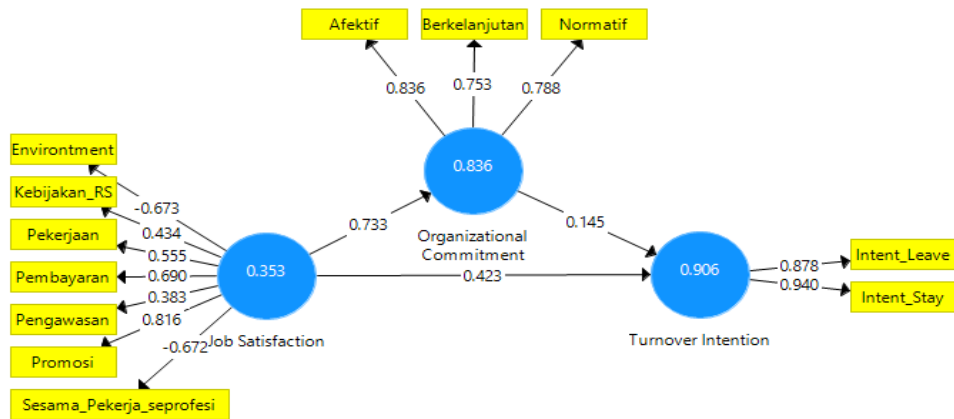 Afektif
Berkelanjutan
Normatif
0.836
0.753
0.788
Environtment
Kebijakan_RS
Pekerjaan
Pembayaran
Pengawasan
Promosi
Sesama_Pekerja_seprofesi
-0.673
0.434
0.555
0.690
0.383
0.816
-0.672
0.353
Job Satisfaction
0.733
0.836
Organizational
Commitment
0.145
0.423
0.906
Turnover Intention
0.878
0.940
Intent_Leave
Intent_Stay